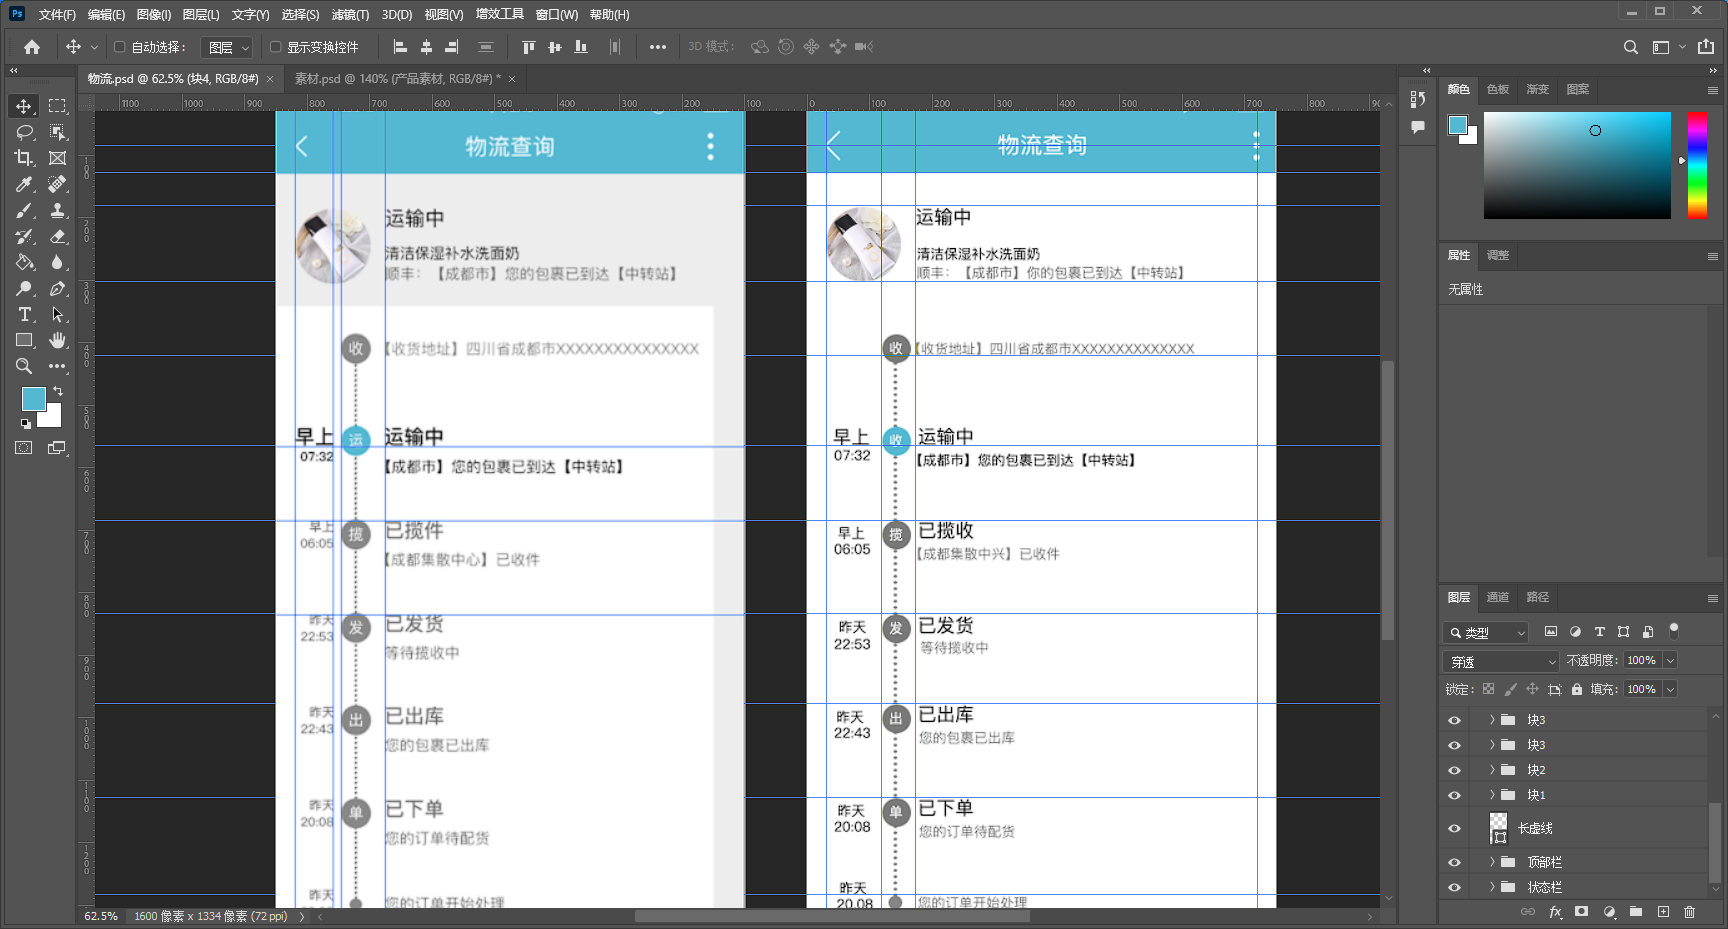 Ps 文件(F) 编辑(E) 图像(I) 图层(L) 文字(Y) 选择(S) 滤镜(T) 3D(D) 视图(V) 增效工具 窗口(W) 帮助(H)
自动选择: 图层 显示变换控件 3D 模式:
物流.psd @ 62.5% (块4, RGB/8#) × 素材.psd @ 140% (产品素材, RGB/8#) * ×
1100 1000 900 800 700 600 500 400 300 200 100 0 100 200 300 400 500 600 700 800
物流查询
运输中
清洁保湿补水洗面奶
顺丰：【成都市】您的包裹已到达【中转站】
收 【收货地址】四川省成都市XXXXXXXXXXXXXXX
早上 运 运输中
07:32
【成都市】您的包裹已到达【中转站】
早上 揽 已揽件
06:05
【成都集散中心】已收件
昨天 发 已发货
22:53
等待揽收中
昨天 出 已出库
22:43
您的包裹已出库
昨天 单 已下单
20:08
您的订单待配货
昨天
您的订单开始处理
物流查询
运输中
清洁保湿补水洗面奶
顺丰：【成都市】你的包裹已到达【中转站】
收 【收货地址】四川省成都市XXXXXXXXXXXXXX
早上 收 运输中
07:32 【成都市】您的包裹已到达【中转站】
早上 揽 已揽收
06:05 【成都集散中兴】已收件
昨天 发 已发货
22:53 等待揽收中
昨天 出 已出库
22:43 您的包裹已出库
昨天 单 已下单
20:08 您的订单待配货
昨天
20.08 您的订单开始处理
62.5% 1600 像素 x 1334 像素 (72 ppi)
颜色 色板 渐变 图案
属性 调整
无属性
图层 通道 路径
类型
穿透 不透明度: 100%
锁定: 填充: 100%
块3
块3
块2
块1
长虚线
顶部栏
状态栏
fx